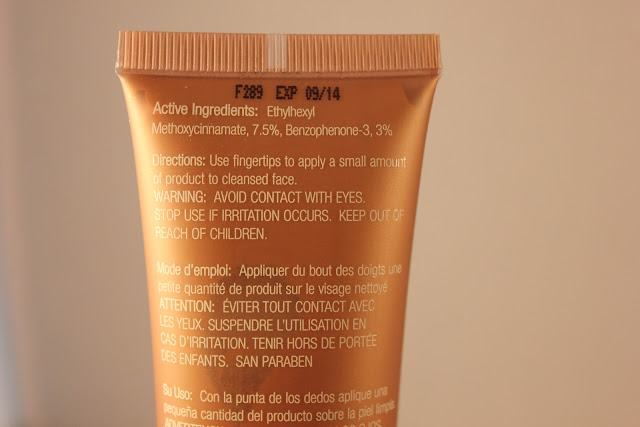 F289 EXP 09/14
Active Ingredients: Ethylhexyl
Methoxycinnamate, 7.5%, Benzophenone-3, 3%
Directions: Use fingertips to apply a small amount
of product to cleansed face.
WARNING: AVOID CONTACT WITH EYES.
STOP USE IF IRRITATION OCCURS. KEEP OUT OF
REACH OF CHILDREN.
Mode d'emploi: Appliquer du bout des doigts une
petite quantité de produit sur le visage nettoyé
ATTENTION: ÉVITER TOUT CONTACT AVEC
LES YEUX. SUSPENDRE L'UTILISATION EN
CAS D'IRRITATION. TENIR HORS DE PORTÉE
DES ENFANTS. SAN PARABEN
Su Uso: Con la punta de los dedos aplique una
pequeña cantidad del producto sobre la piel limpia.